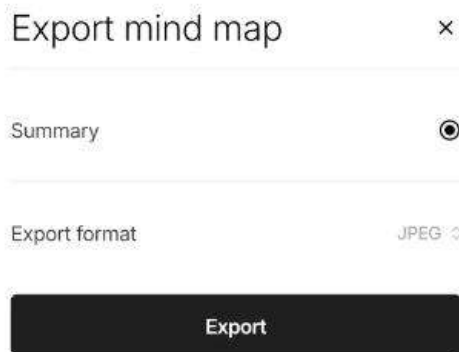 Export mind map
Summary
Export format JPEG
Export